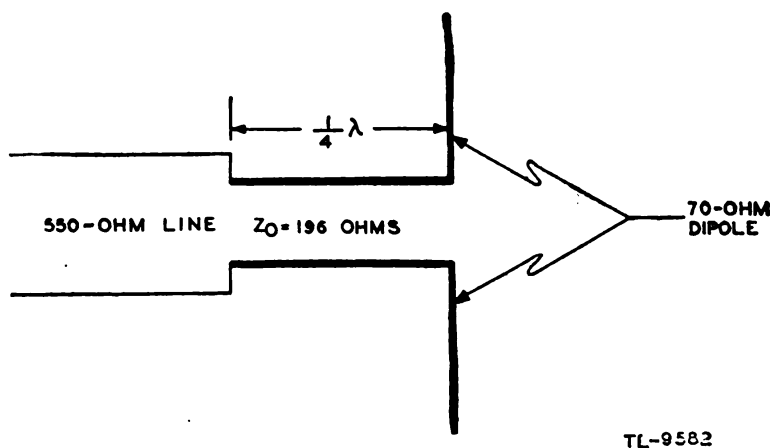 1/4 λ
550-OHM LINE
Z₀=196 OHMS
70-OHM
DIPOLE
TL-9582